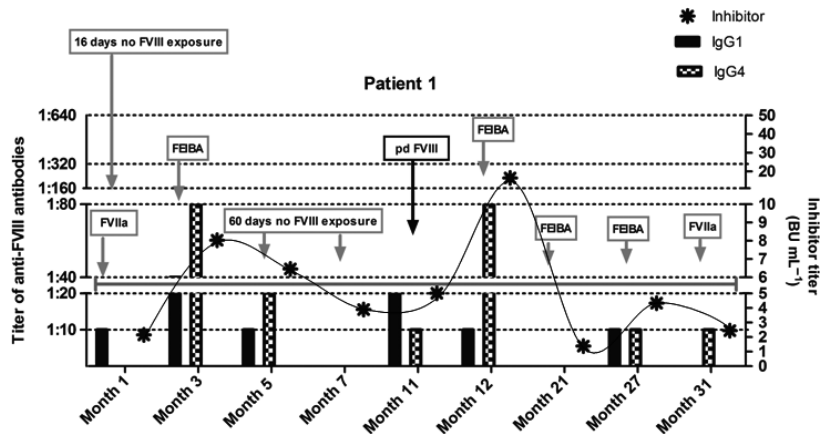 Inhibitor
IgG1
IgG4
16 days no FVIII exposure
Patient 1
FEIBA
pd FVIII
FEIBA
FVIIa
60 days no FVIII exposure
FEIBA
FEIBA
FVIIa
Titer of anti-FVIII antibodies
1:640
1:320
1:160
1:80
1:40
1:20
1:10
50
40
30
20
10
10
9
8
7
6
5
4
3
2
1
0
Inhibitor titer
(BU mL⁻¹)
Month 1
Month 3
Month 5
Month 7
Month 11
Month 12
Month 21
Month 27
Month 31